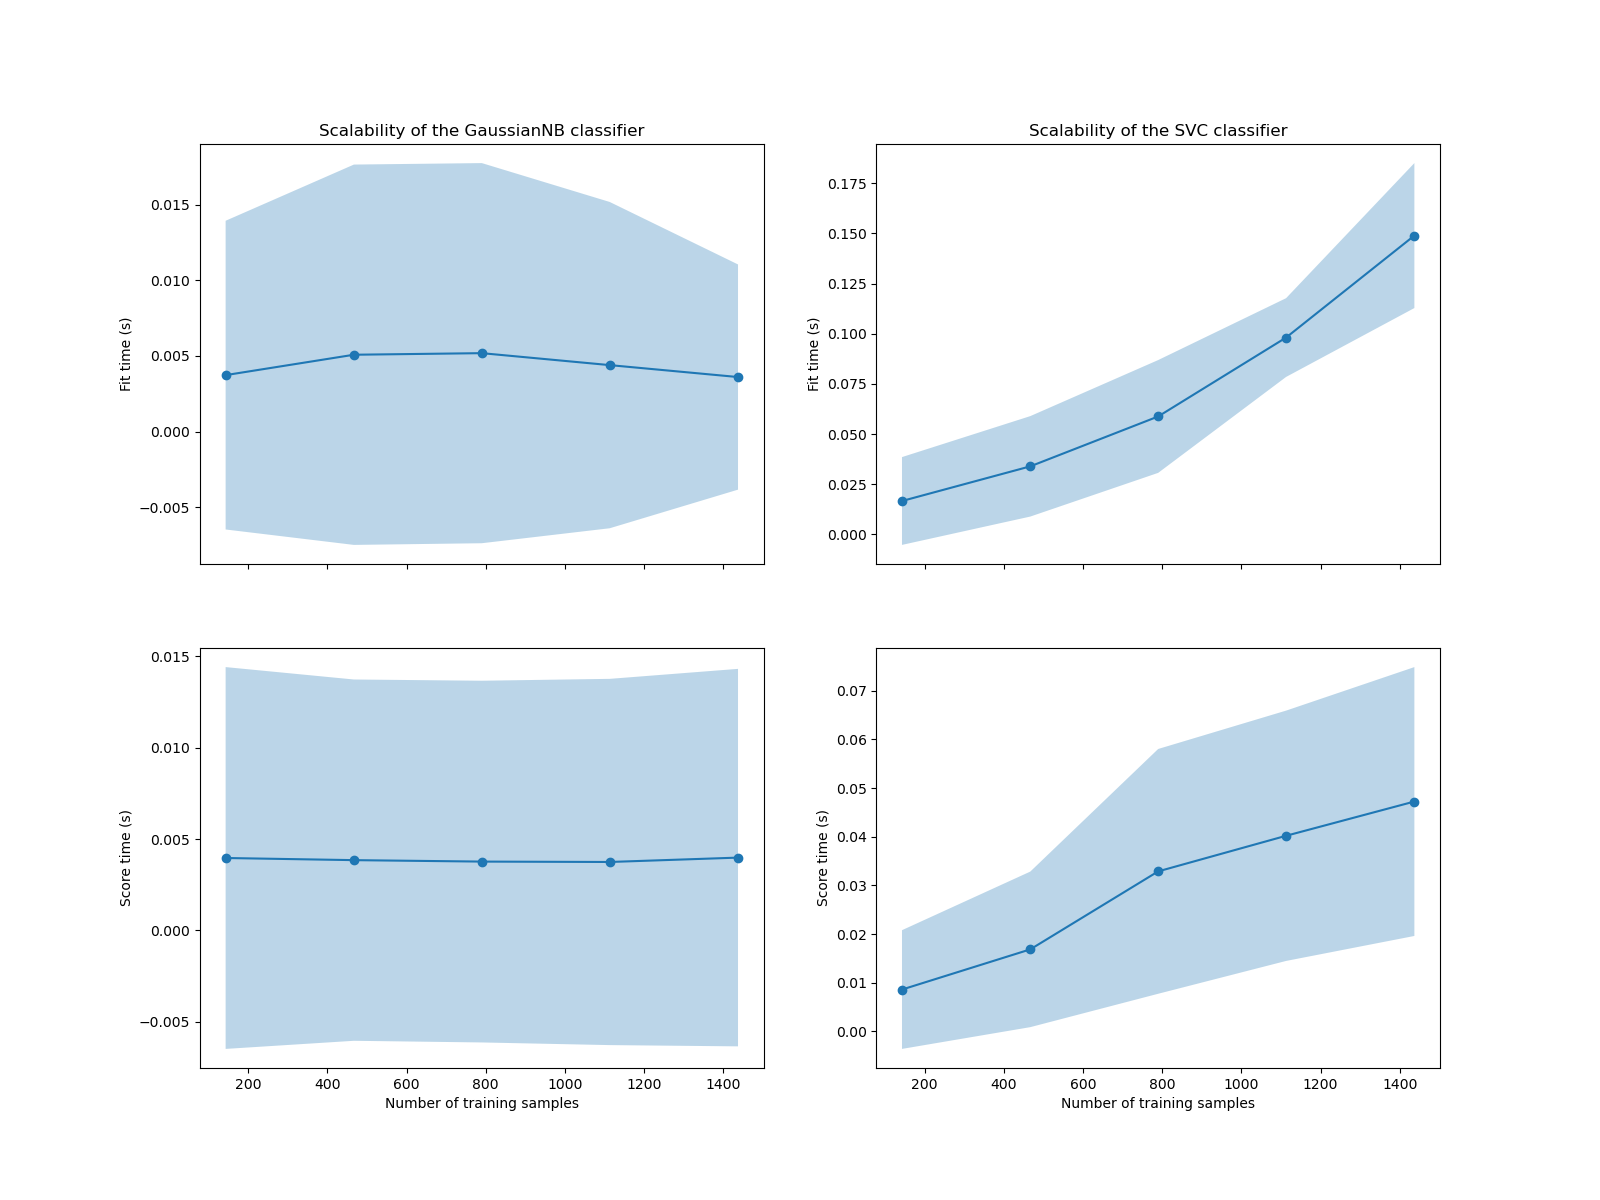 Scalability of the GaussianNB classifier
Fit time (s)
0.015
0.010
0.005
0.000
−0.005
Scalability of the SVC classifier
Fit time (s)
0.175
0.150
0.125
0.100
0.075
0.050
0.025
0.000
Score time (s)
0.015
0.010
0.005
0.000
−0.005
200 400 600 800 1000 1200 1400
Number of training samples
Score time (s)
0.07
0.06
0.05
0.04
0.03
0.02
0.01
0.00
200 400 600 800 1000 1200 1400
Number of training samples